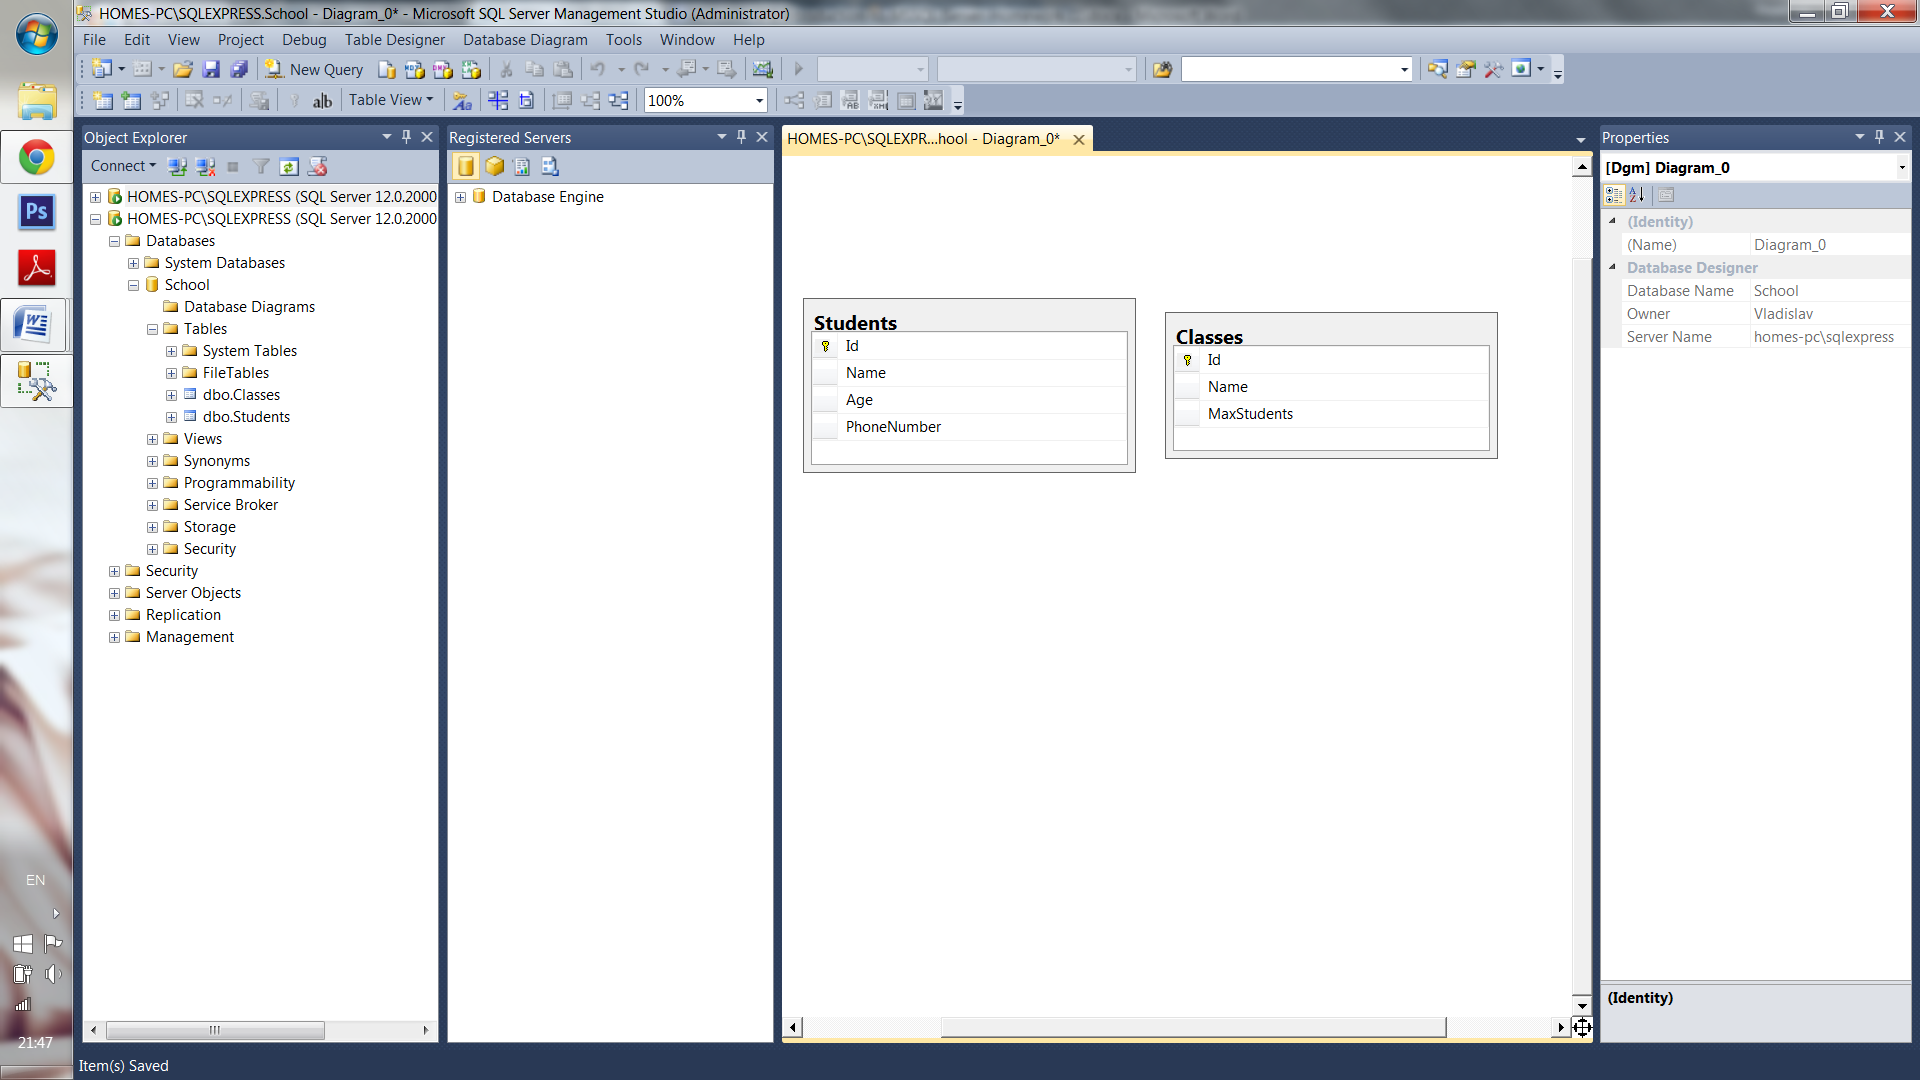 HOMES-PC\SQLEXPRESS.School - Diagram_0* - Microsoft SQL Server Management Studio (Administrator)
File Edit View Project Debug Table Designer Database Diagram Tools Window Help
New Query
Table View 100%
Object Explorer
Connect
HOMES-PC\SQLEXPRESS (SQL Server 12.0.2000
HOMES-PC\SQLEXPRESS (SQL Server 12.0.2000
Databases
System Databases
School
Database Diagrams
Tables
System Tables
FileTables
dbo.Classes
dbo.Students
Views
Synonyms
Programmability
Service Broker
Storage
Security
Security
Server Objects
Replication
Management
Registered Servers
Database Engine
HOMES-PC\SQLEXPR...hool - Diagram_0*
Students
Id
Name
Age
PhoneNumber
Classes
Id
Name
MaxStudents
Properties
[Dgm] Diagram_0
(Identity)
(Name) Diagram_0
Database Designer
Database Name School
Owner Vladislav
Server Name homes-pc\sqlexpress
(Identity)
Ps
EN
21:47
Item(s) Saved